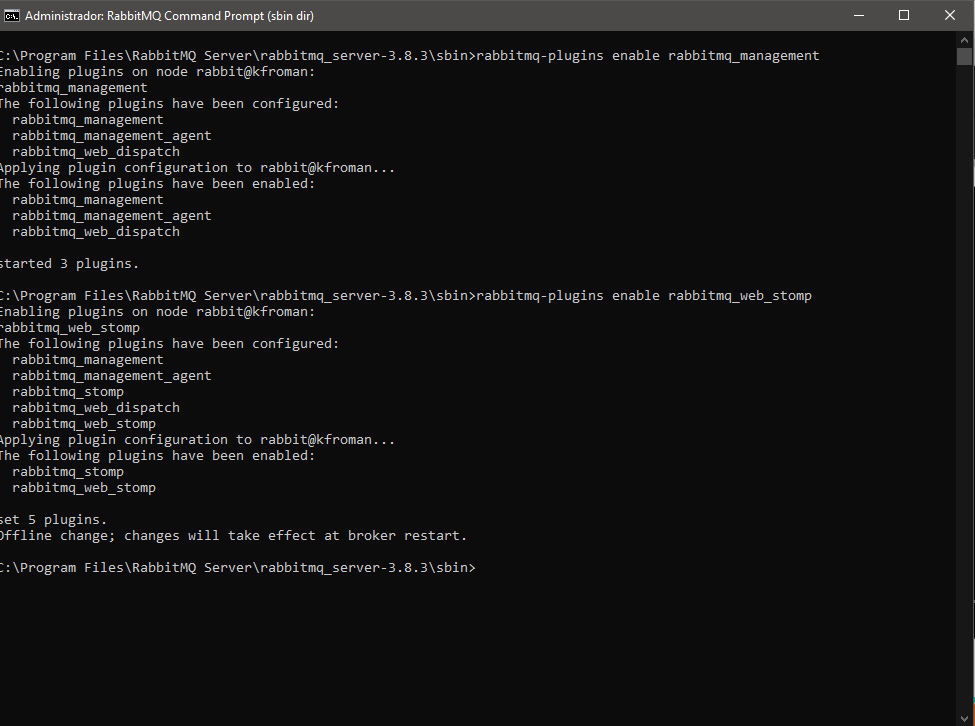 Administrador: RabbitMQ Command Prompt (sbin dir)
C:\Program Files\RabbitMQ Server\rabbitmq_server-3.8.3\sbin>rabbitmq-plugins enable rabbitmq_management
Enabling plugins on node rabbit@kfroman:
rabbitmq_management
The following plugins have been configured:
  rabbitmq_management
  rabbitmq_management_agent
  rabbitmq_web_dispatch
Applying plugin configuration to rabbit@kfroman...
The following plugins have been enabled:
  rabbitmq_management
  rabbitmq_management_agent
  rabbitmq_web_dispatch
started 3 plugins.
C:\Program Files\RabbitMQ Server\rabbitmq_server-3.8.3\sbin>rabbitmq-plugins enable rabbitmq_web_stomp
Enabling plugins on node rabbit@kfroman:
rabbitmq_web_stomp
The following plugins have been configured:
  rabbitmq_management
  rabbitmq_management_agent
  rabbitmq_stomp
  rabbitmq_web_dispatch
  rabbitmq_web_stomp
Applying plugin configuration to rabbit@kfroman...
The following plugins have been enabled:
  rabbitmq_stomp
  rabbitmq_web_stomp
set 5 plugins.
Offline change; changes will take effect at broker restart.
C:\Program Files\RabbitMQ Server\rabbitmq_server-3.8.3\sbin>